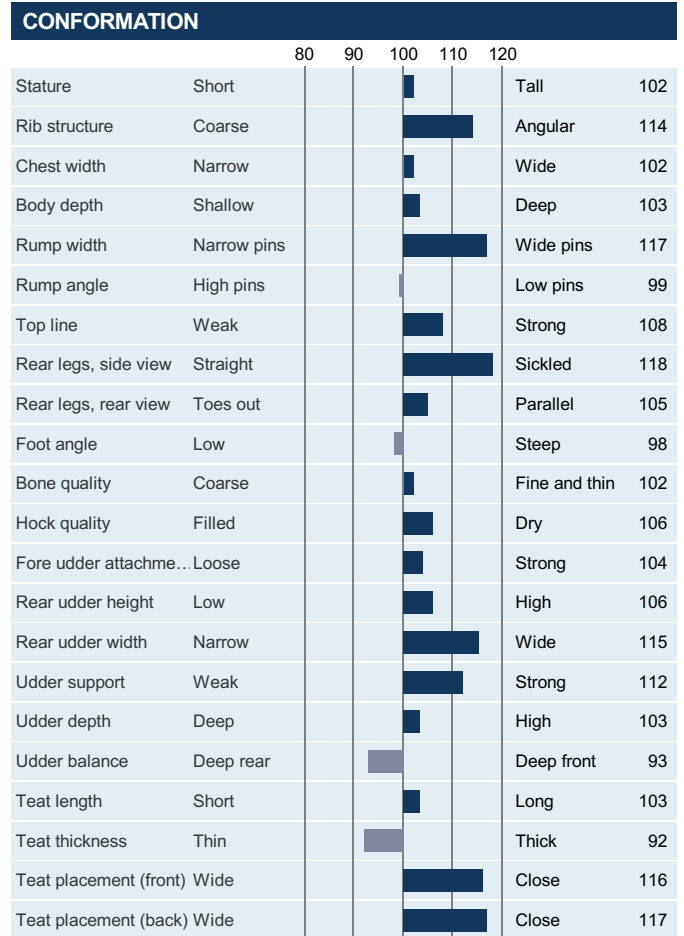 CONFORMATION
80 90 100 110 120
Stature Short Tall 102
Rib structure Coarse Angular 114
Chest width Narrow Wide 102
Body depth Shallow Deep 103
Rump width Narrow pins Wide pins 117
Rump angle High pins Low pins 99
Top line Weak Strong 108
Rear legs, side view Straight Sickled 118
Rear legs, rear view Toes out Parallel 105
Foot angle Low Steep 98
Bone quality Coarse Fine and thin 102
Hock quality Filled Dry 106
Fore udder attachme... Loose Strong 104
Rear udder height Low High 106
Rear udder width Narrow Wide 115
Udder support Weak Strong 112
Udder depth Deep High 103
Udder balance Deep rear Deep front 93
Teat length Short Long 103
Teat thickness Thin Thick 92
Teat placement (front) Wide Close 116
Teat placement (back) Wide Close 117